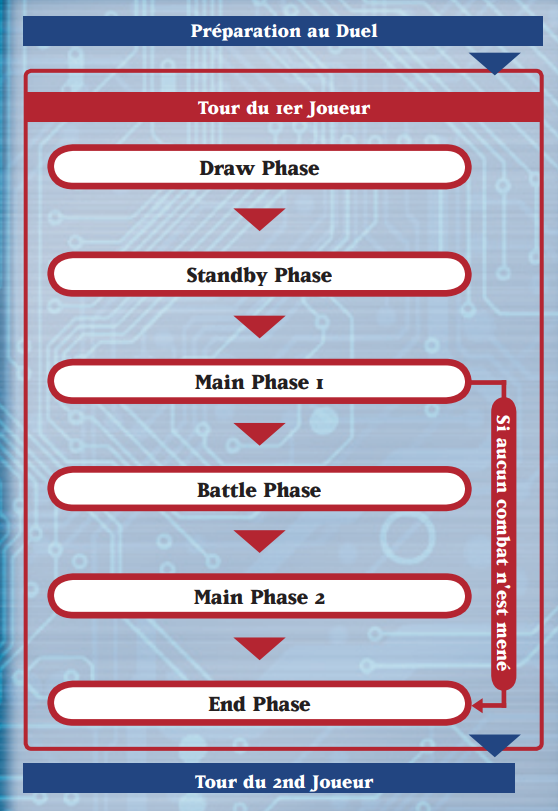 Préparation au Duel
Tour du 1er Joueur
Draw Phase
Standby Phase
Main Phase 1
Battle Phase
Main Phase 2
End Phase
Si aucun combat n'est mené
Tour du 2nd Joueur